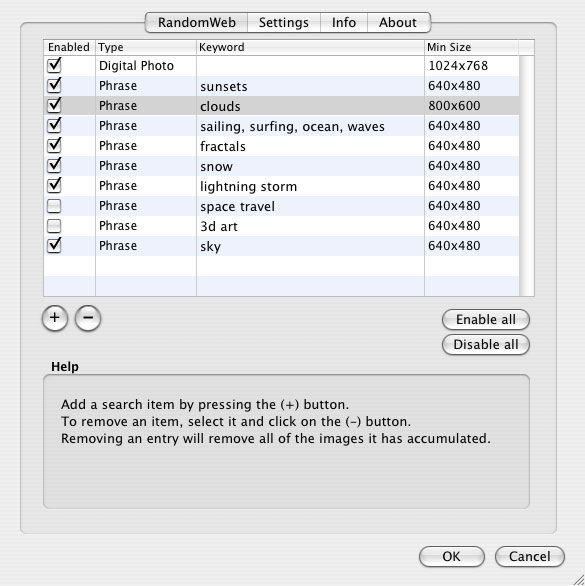 RandomWeb Settings Info About
Enabled Type Keyword Min Size
Digital Photo 1024x768
Phrase sunsets 640x480
Phrase clouds 800x600
Phrase sailing, surfing, ocean, waves 640x480
Phrase fractals 640x480
Phrase snow 640x480
Phrase lightning storm 640x480
Phrase space travel 640x480
Phrase 3d art 640x480
Phrase sky 640x480
+ −
Enable all
Disable all
Help
Add a search item by pressing the (+) button.
To remove an item, select it and click on the (-) button.
Removing an entry will remove all of the images it has accumulated.
OK Cancel